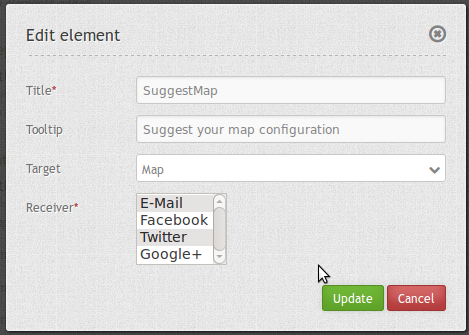 Edit element
Title* SuggestMap
Tooltip Suggest your map configuration
Target Map
Receiver* E-Mail
Facebook
Twitter
Google+
Update Cancel